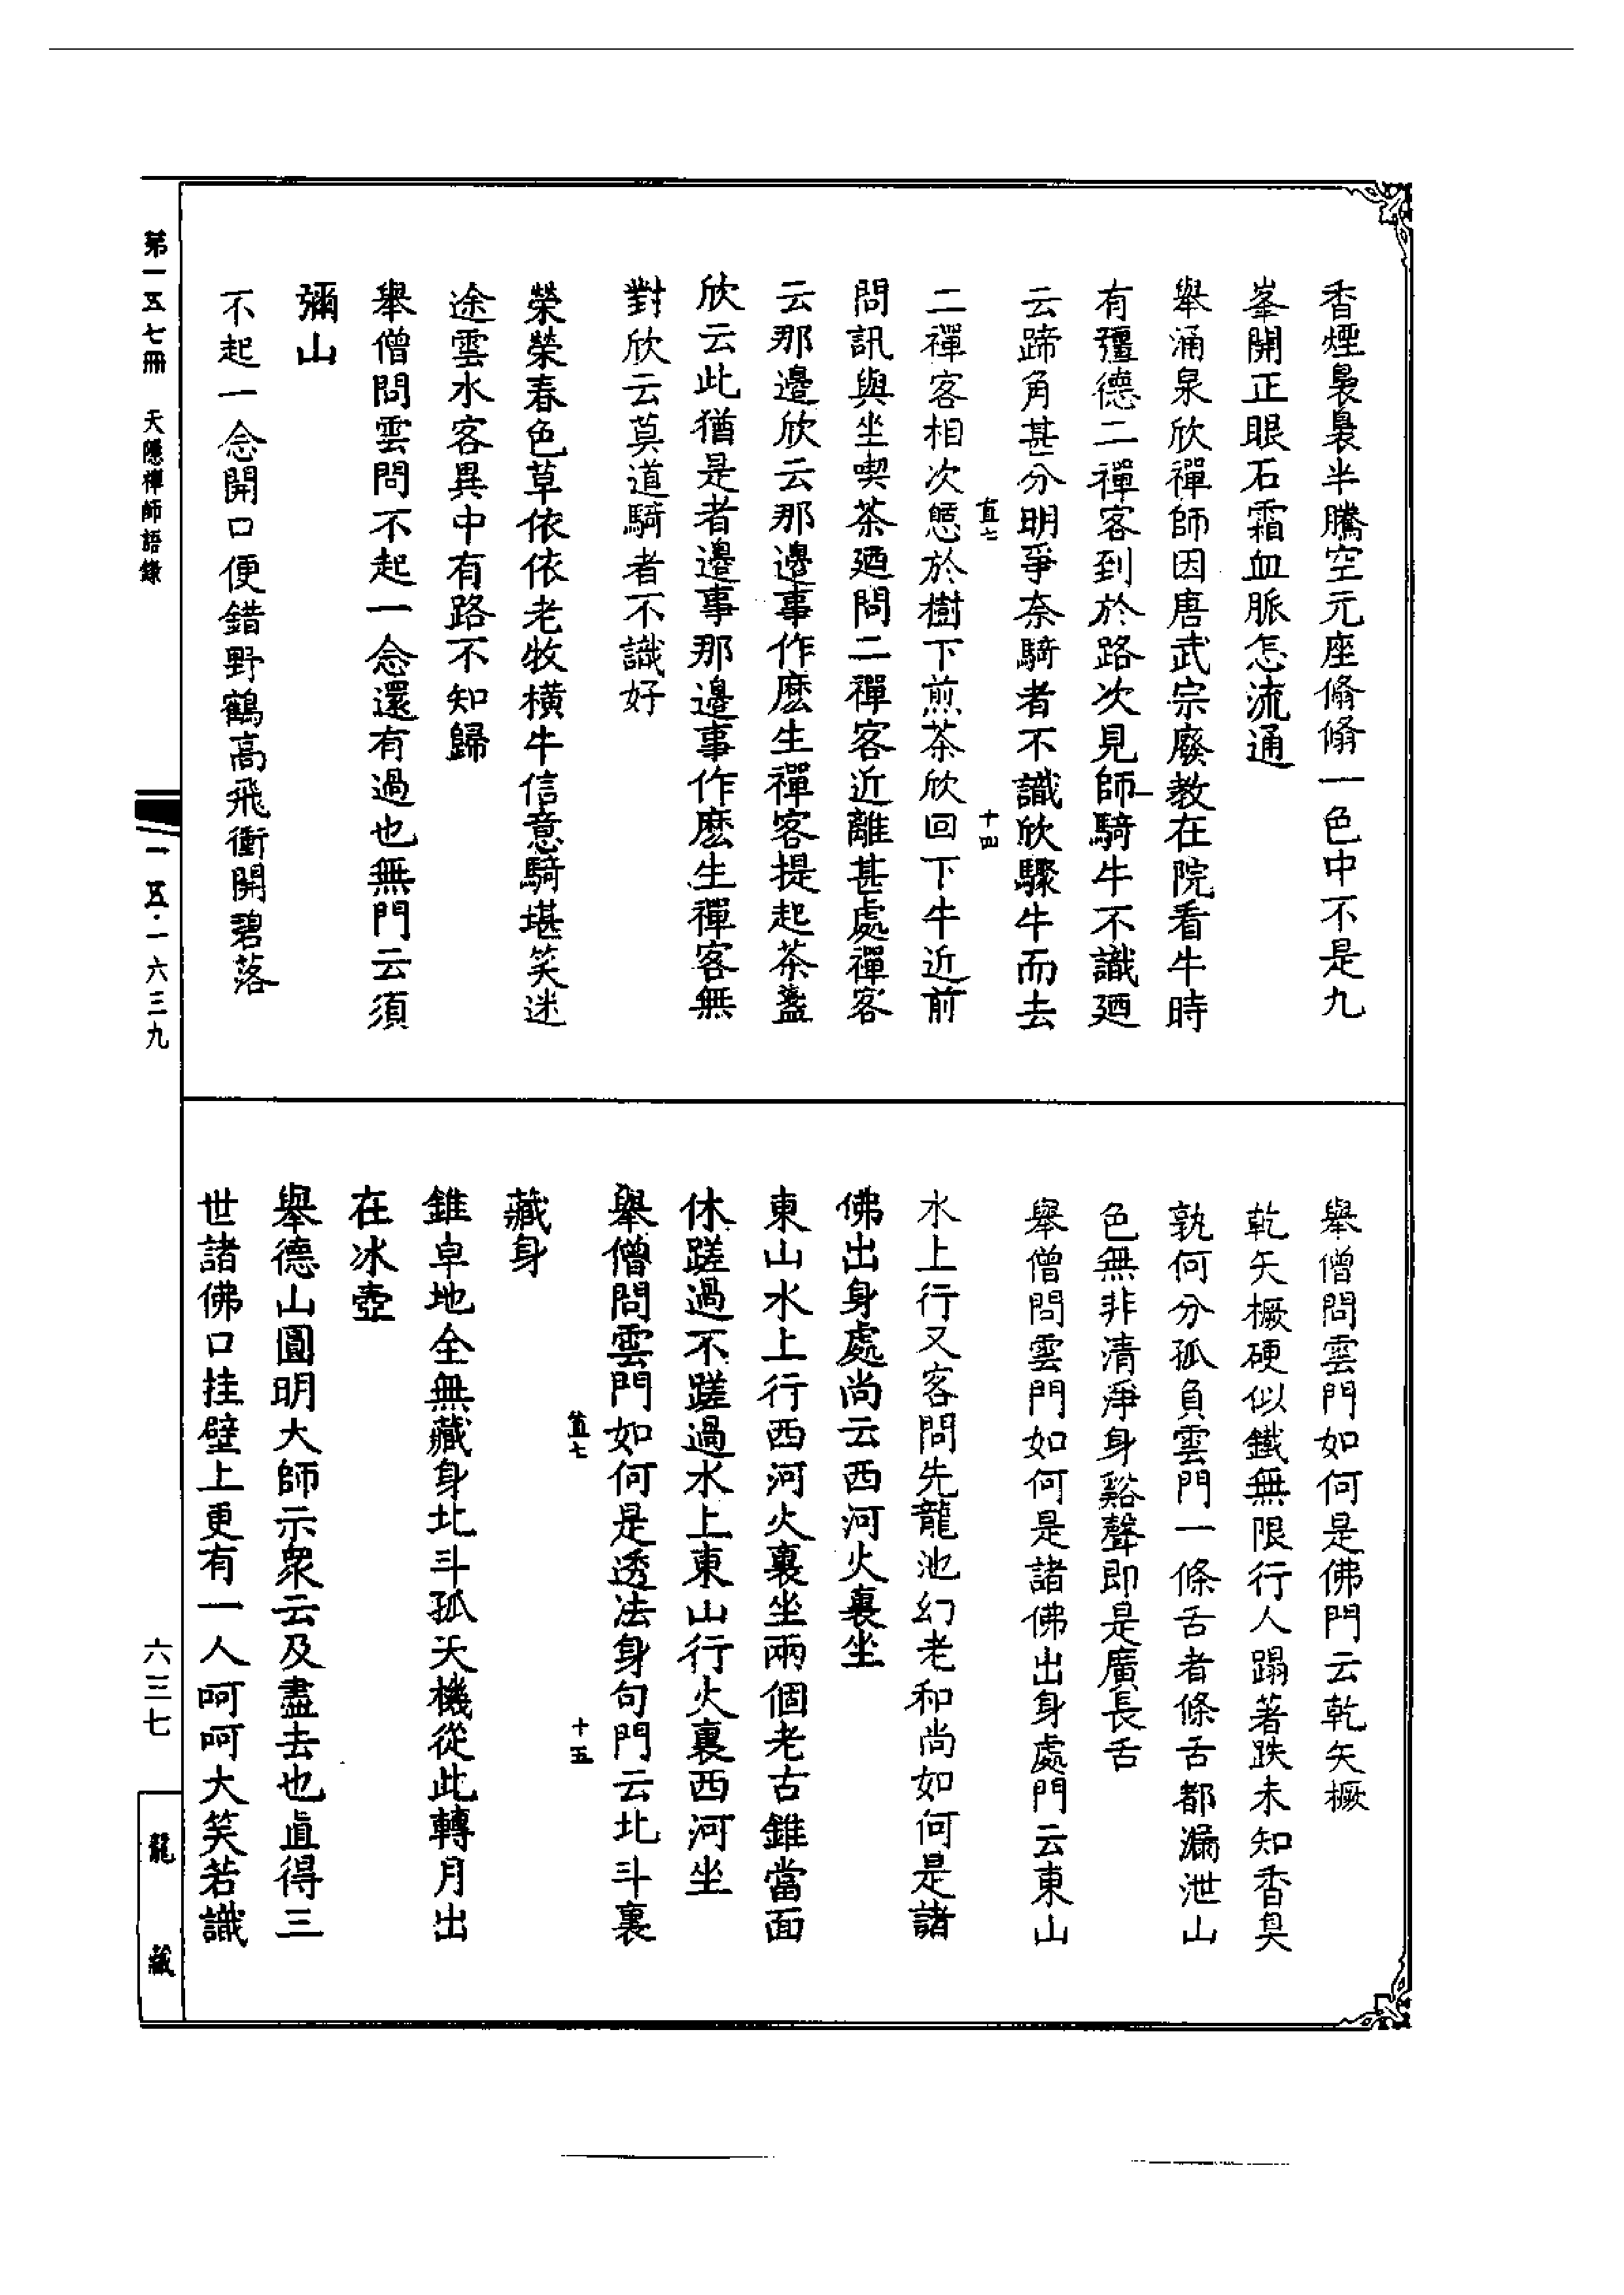 香煙裊裊半騰空元座翛翛一色中不是九
峯開正眼石霜血脈怎流通
舉涌泉欣禪師因唐武宗廢教在院看牛時
有彊德二禪客到於路次見師騎牛不識廼
云蹄角甚分明爭奈騎者不識欣驟牛而去
直七
十四
二禪客相次憩於樹下煎茶欣回下牛近前
問訊與坐喫茶廼問二禪客近離甚處禪客
云那邊欣云那邊事作麽生禪客提起茶盞
欣云此猶是者邊事那邊事作麽生禪客無
對欣云莫道騎者不識好
榮榮春色草依依老牧橫牛信意騎堪笑迷
途雲水客異中有路不知歸
舉僧問雲問不起一念還有過也無門云須
彌山
不起一念開口便錯野鶴高飛衝開碧落
舉僧問雲門如何是佛門云乾矢橛
乾矢橛硬似鐵無限行人蹋著跌未知香臭
孰何分孤負雲門一條舌者條舌都漏泄山
色無非清淨身谿聲即是廣長舌
舉僧問雲門如何是諸佛出身處門云東山
水上行又客問先龍池幻老和尚如何是諸
佛出身處尚云西河火裏坐
東山水上行西河火裏坐兩個老古錐當面
休蹉過不蹉過水上東山行火裏西河坐
舉僧問雲門如何是透法身句門云北斗裏
直七
十五
藏身
錐卓地全無藏身北斗孤天機從此轉月出
在冰壺
舉德山圓明大師示眾云及盡去也直得三
世諸佛口挂壁上更有一人呵呵大笑若識
第一五七冊 天隱禪師語錄
一五·一六三九
六三七
龍藏